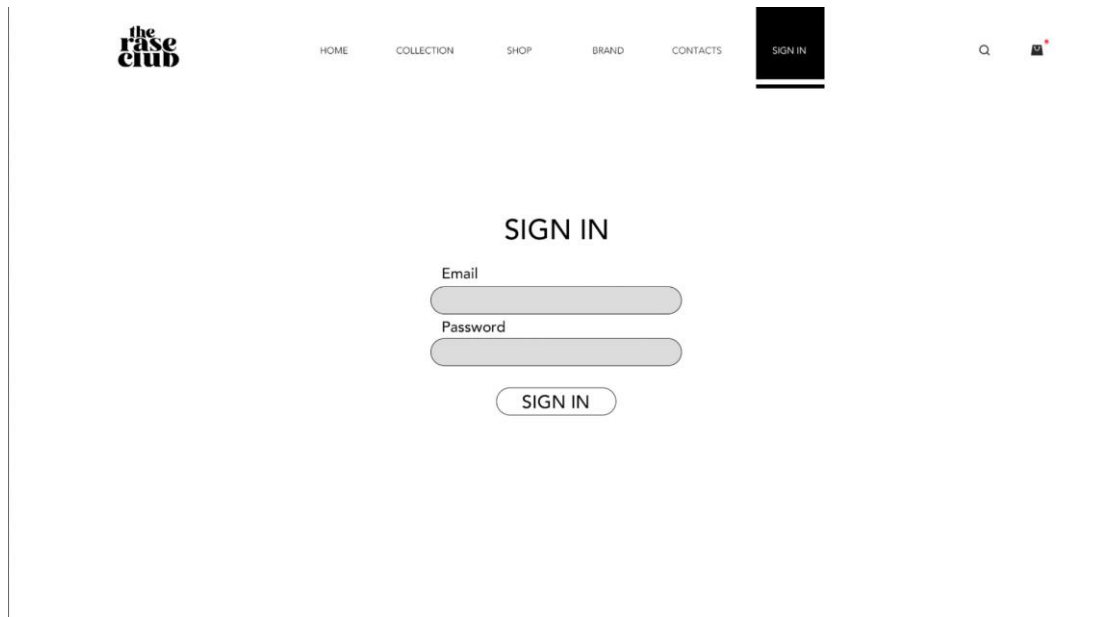 the
rase
club
HOME COLLECTION SHOP BRAND CONTACTS SIGN IN
SIGN IN
Email
Password
SIGN IN